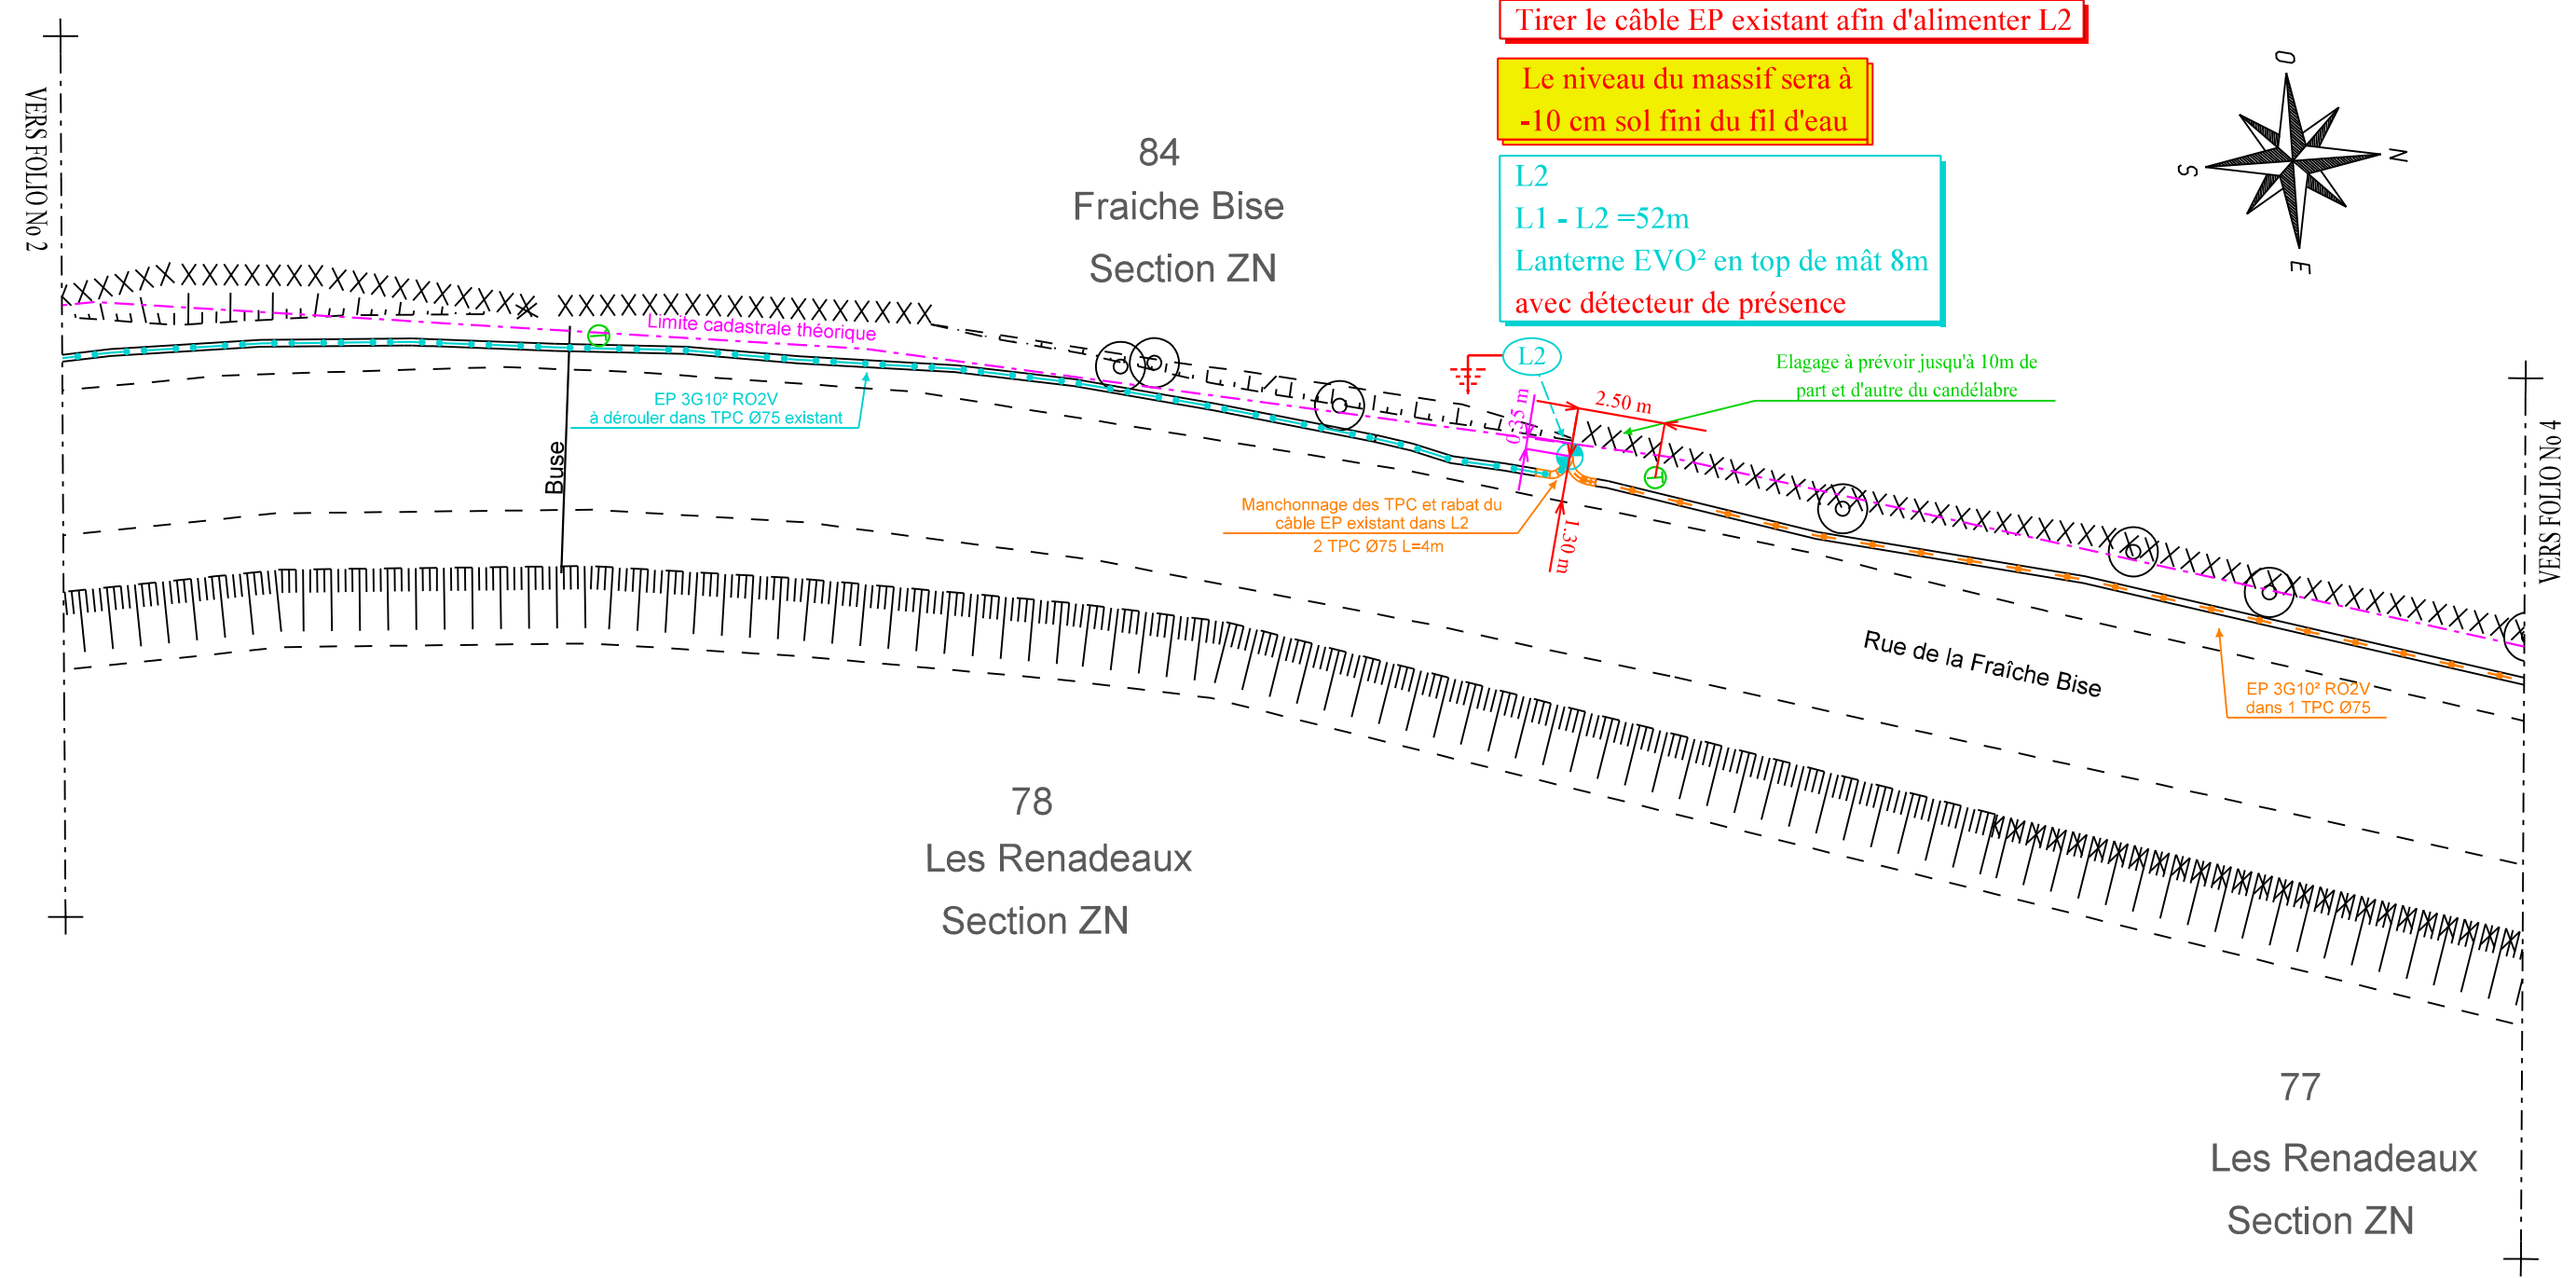 Tirer le câble EP existant afin d'alimenter L2
Le niveau du massif sera à
-10 cm sol fini du fil d'eau
L2
L1 - L2 =52m
Lanterne EVO² en top de mât 8m
avec détecteur de présence
O
N
S
E
VERS FOLIO No 2
84
Fraiche Bise
Section ZN
Limite cadastrale théorique
L2
Elagage à prévoir jusqu'à 10m de
part et d'autre du candélabre
2.50 m
0.35 m
1.30 m
EP 3G10² RO2V
à dérouler dans TPC Ø75 existant
Buse
T
T
Manchonnage des TPC et rabat du
câble EP existant dans L2
2 TPC Ø75 L=4m
VERS FOLIO No 4
Rue de la Fraîche Bise
EP 3G10² RO2V
dans 1 TPC Ø75
78
Les Renadeaux
Section ZN
77
Les Renadeaux
Section ZN